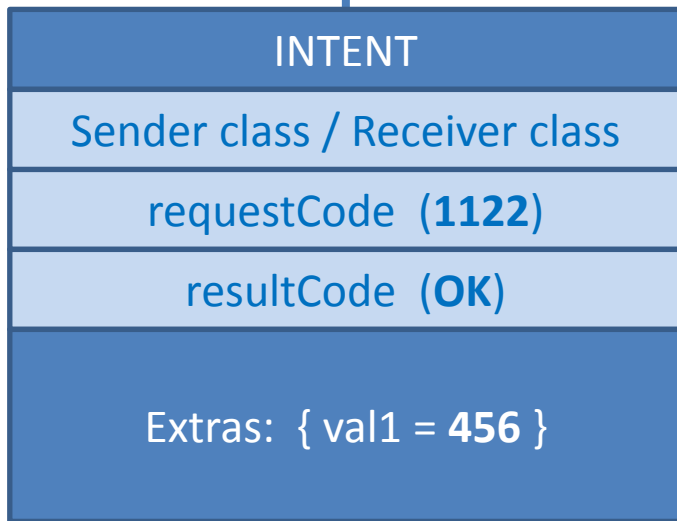 INTENT
Sender class / Receiver class
requestCode (1122)
resultCode (OK)
Extras: { val1 = 456 }